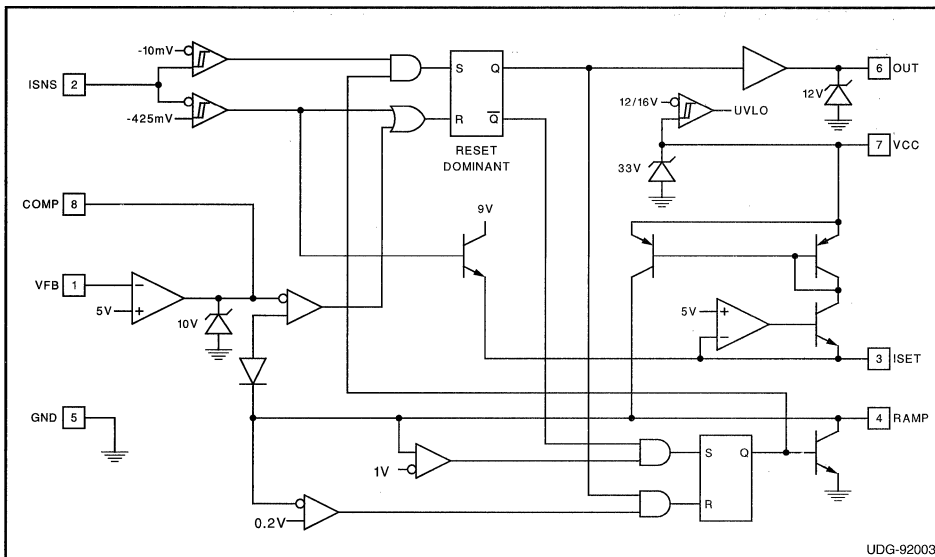 -10mV
ISNS 2
-425mV
S Q
R Q
RESET
DOMINANT
6 OUT
12V
12/16V
UVLO
7 VCC
33V
COMP 8
9V
VFB 1
5V
10V
5V
3 ISET
GND 5
4 RAMP
1V
S Q
R
0.2V
UDG-92003